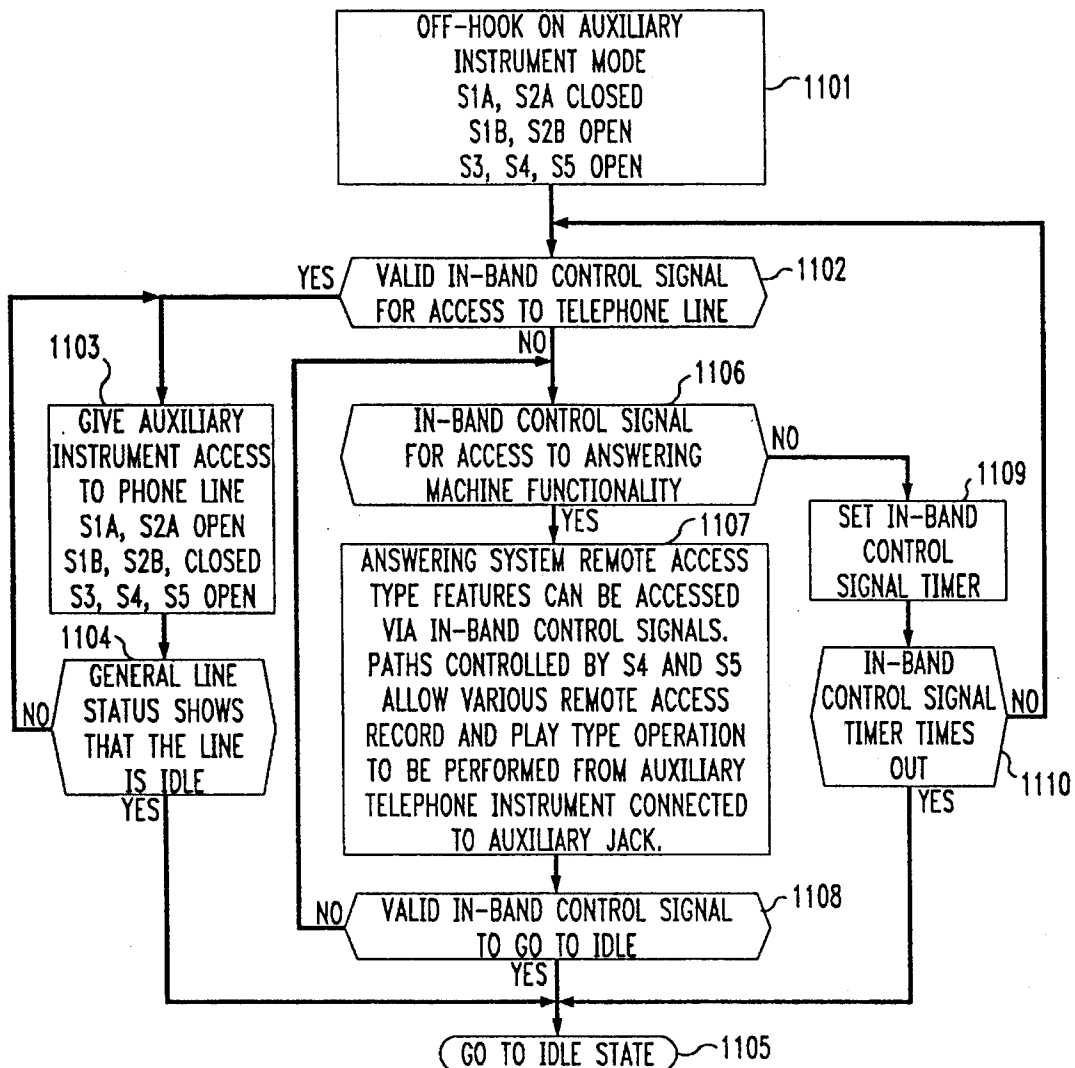 OFF-HOOK ON AUXILIARY
INSTRUMENT MODE
S1A, S2A CLOSED
S1B, S2B OPEN
S3, S4, S5 OPEN
1101
YES
VALID IN-BAND CONTROL SIGNAL
FOR ACCESS TO TELEPHONE LINE
1102
NO
1103
GIVE AUXILIARY
INSTRUMENT ACCESS
TO PHONE LINE
S1A, S2A OPEN
S1B, S2B, CLOSED
S3, S4, S5 OPEN
1104
GENERAL LINE
STATUS SHOWS
THAT THE LINE
IS IDLE
NO
YES
1106
IN-BAND CONTROL SIGNAL
FOR ACCESS TO ANSWERING
MACHINE FUNCTIONALITY
NO
YES
1107
ANSWERING SYSTEM REMOTE ACCESS
TYPE FEATURES CAN BE ACCESSED
VIA IN-BAND CONTROL SIGNALS.
PATHS CONTROLLED BY S4 AND S5
ALLOW VARIOUS REMOTE ACCESS
RECORD AND PLAY TYPE OPERATION
TO BE PERFORMED FROM AUXILIARY
TELEPHONE INSTRUMENT CONNECTED
TO AUXILIARY JACK.
1109
SET IN-BAND
CONTROL
SIGNAL TIMER
IN-BAND
CONTROL SIGNAL
TIMER TIMES
OUT
NO
1110
YES
NO
VALID IN-BAND CONTROL SIGNAL
TO GO TO IDLE
1108
YES
GO TO IDLE STATE
1105